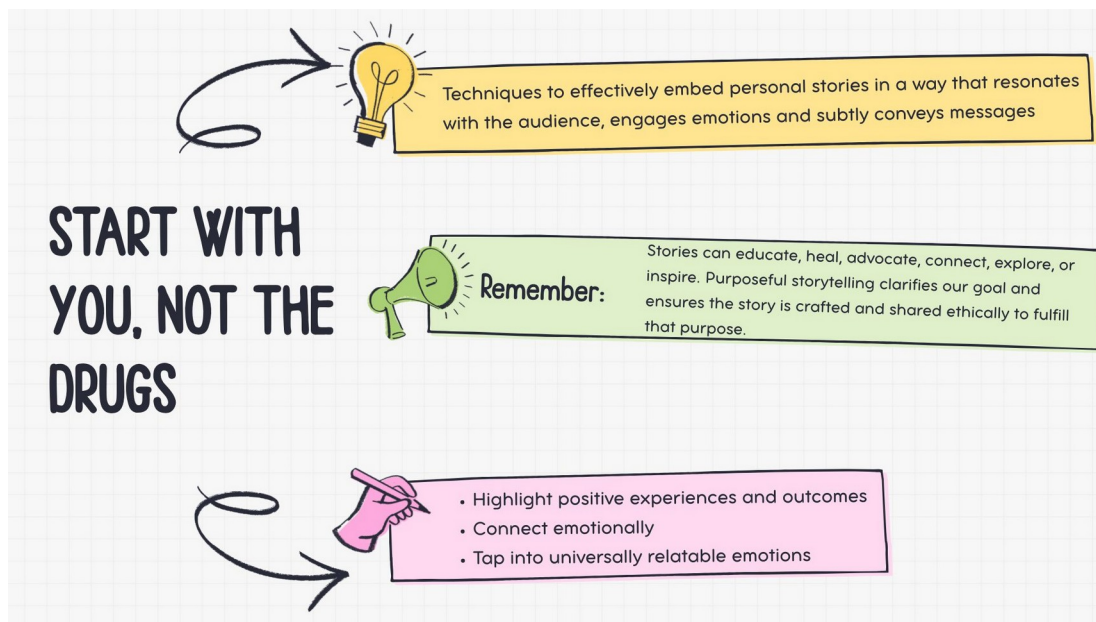 START WITH
YOU, NOT THE
DRUGS
Techniques to effectively embed personal stories in a way that resonates
with the audience, engages emotions and subtly conveys messages
Remember:
Stories can educate, heal, advocate, connect, explore, or
inspire. Purposeful storytelling clarifies our goal and
ensures the story is crafted and shared ethically to fulfill
that purpose.
• Highlight positive experiences and outcomes
• Connect emotionally
• Tap into universally relatable emotions